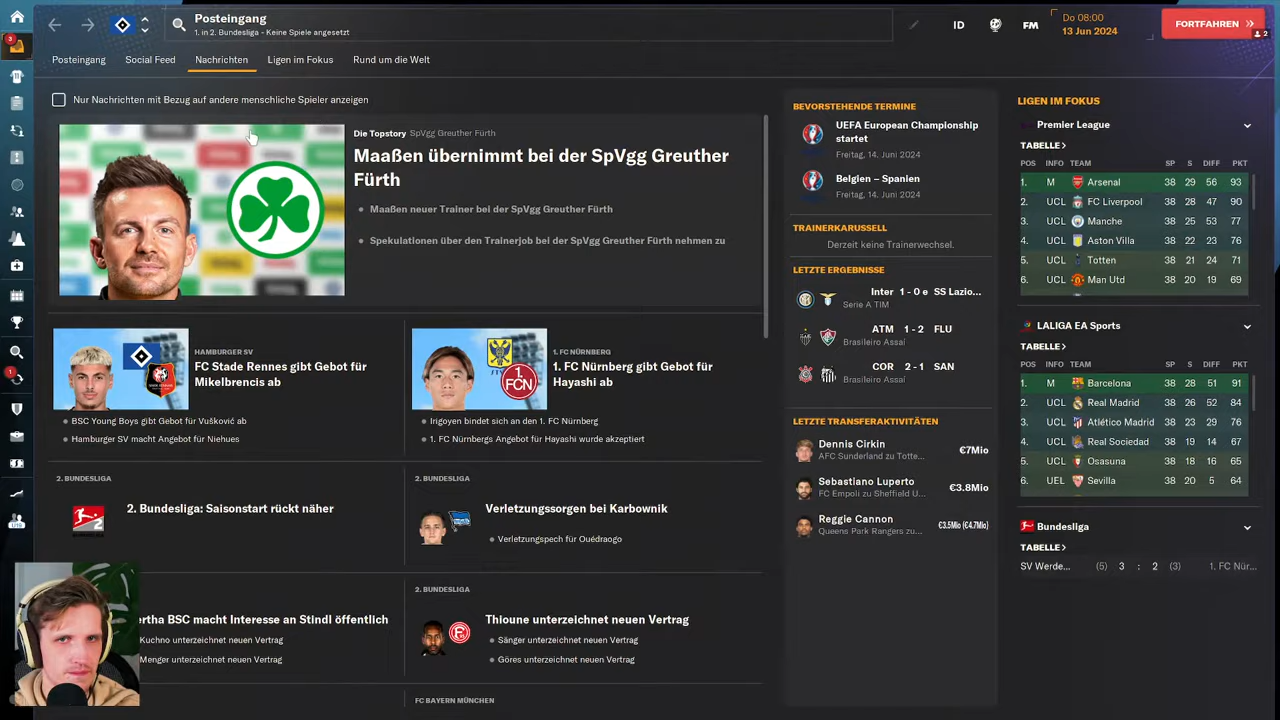 Posteingang
1. in 2. Bundesliga - Keine Spiele angesetzt
ID
FM
Do 08:00
13 Jun 2024
FORTFAHREN
2
3
Posteingang
Social Feed
Nachrichten
Ligen im Fokus
Rund um die Welt
Nur Nachrichten mit Bezug auf andere menschliche Spieler anzeigen
Die Topstory SpVgg Greuther Fürth
Maaßen übernimmt bei der SpVgg Greuther
Fürth
Maaßen neuer Trainer bei der SpVgg Greuther Fürth
Spekulationen über den Trainerjob bei der SpVgg Greuther Fürth nehmen zu
HAMBURGER SV
FC Stade Rennes gibt Gebot für
Mikelbrencis ab
BSC Young Boys gibt Gebot für Vušković ab
Hamburger SV macht Angebot für Niehues
1. FC NÜRNBERG
1. FC Nürnberg gibt Gebot für
Hayashi ab
Irigoyen bindet sich an den 1. FC Nürnberg
1. FC Nürnbergs Angebot für Hayashi wurde akzeptiert
1
2. BUNDESLIGA
2. Bundesliga: Saisonstart rückt näher
2. BUNDESLIGA
Verletzungssorgen bei Karbownik
Verletzungspech für Ouédraogo
ertha BSC macht Interesse an Stindl öffentlich
Kuchno unterzeichnet neuen Vertrag
Menger unterzeichnet neuen Vertrag
2. BUNDESLIGA
Thioune unterzeichnet neuen Vertrag
Sänger unterzeichnet neuen Vertrag
Göres unterzeichnet neuen Vertrag
FC BAYERN MÜNCHEN
BEVORSTEHENDE TERMINE
UEFA European Championship
startet
Freitag, 14. Juni 2024
Belgien – Spanien
Freitag, 14. Juni 2024
TRAINERKARUSSELL
Derzeit keine Trainerwechsel.
LETZTE ERGEBNISSE
Inter 1 - 0 e SS Lazio...
Serie A TIM
ATM 1 - 2 FLU
Brasileiro Assaí
COR 2 - 1 SAN
Brasileiro Assaí
LETZTE TRANSFERAKTIVITÄTEN
Dennis Cirkin
AFC Sunderland zu Totte...
€7Mio
Sebastiano Luperto
FC Empoli zu Sheffield U...
€3.8Mio
Reggie Cannon
Queens Park Rangers zu...
€3.5Mio (€4.7Mio)
LIGEN IM FOKUS
Premier League
TABELLE
POS INFO TEAM SP S DIFF PKT
1. M Arsenal 38 29 56 93
2. UCL FC Liverpool 38 28 47 90
3. UCL Manche 38 25 53 77
4. UCL Aston Villa 38 22 23 76
5. UCL Totten 38 21 24 71
6. UCL Man Utd 38 20 19 69
LALIGA EA Sports
TABELLE
POS INFO TEAM SP S DIFF PKT
1. M Barcelona 38 28 51 91
2. UCL Real Madrid 38 26 52 84
3. UCL Atlético Madrid 38 23 29 76
4. UCL Real Sociedad 38 19 14 67
5. UCL Osasuna 38 18 16 65
6. UEL Sevilla 38 20 5 64
Bundesliga
TABELLE
SV Werde... (5) 3 : 2 (3) 1. FC Nür...